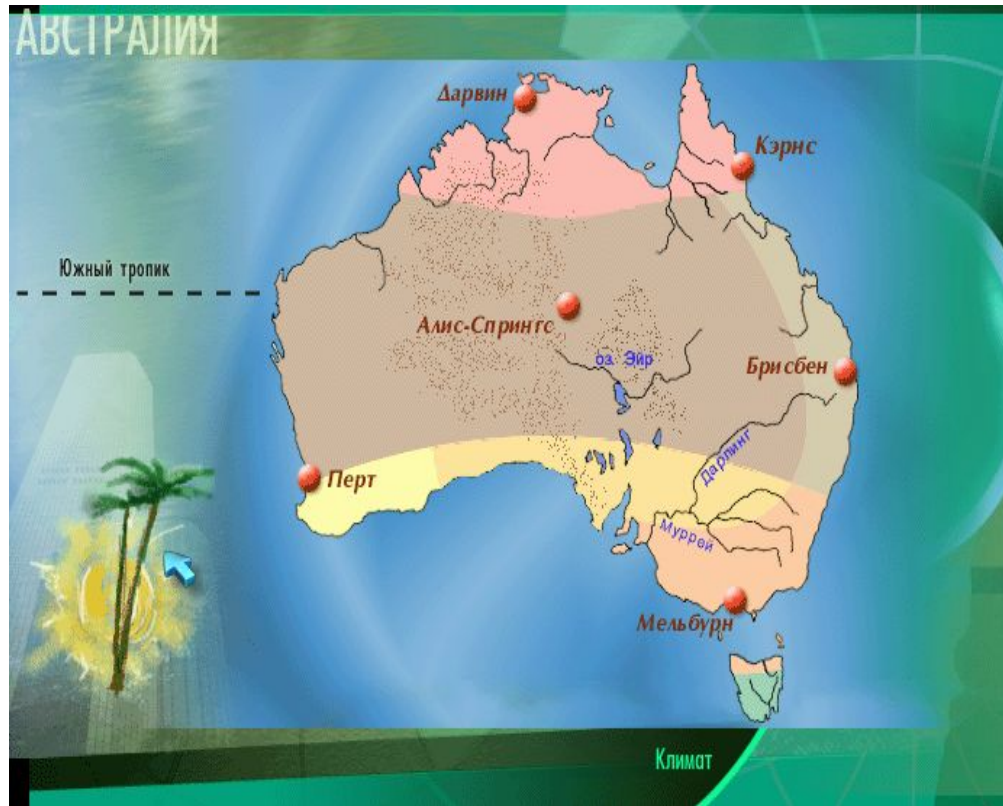 АВСТРАЛИЯ
Дарвин
Кэрнс
Южный тропик
Алис-Спрингс
оз. Эйр
Брисбен
Дарлинг
Перт
Муррей
Мельбурн
Климат